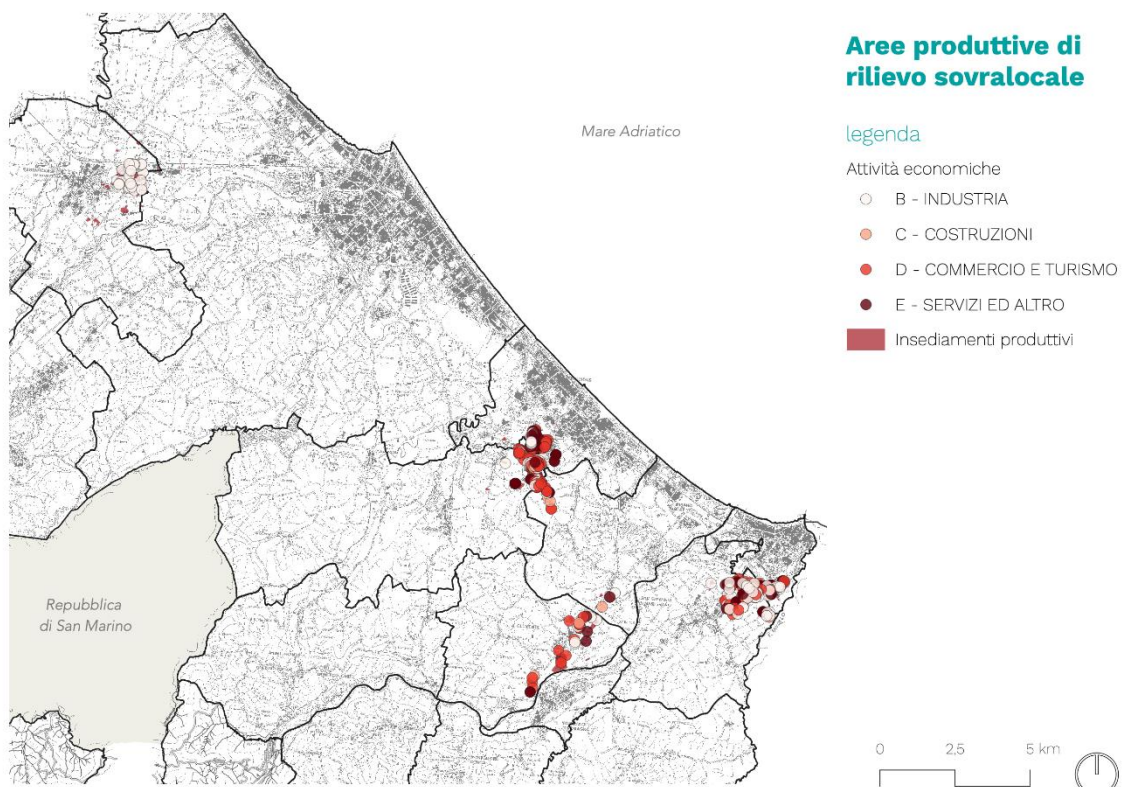 Aree produttive di
rilievo sovralocale
Mare Adriatico
legenda
Attività economiche
B - INDUSTRIA
C - COSTRUZIONI
D - COMMERCIO E TURISMO
E - SERVIZI ED ALTRO
Insediamenti produttivi
Repubblica
di San Marino
0 2.5 5 km